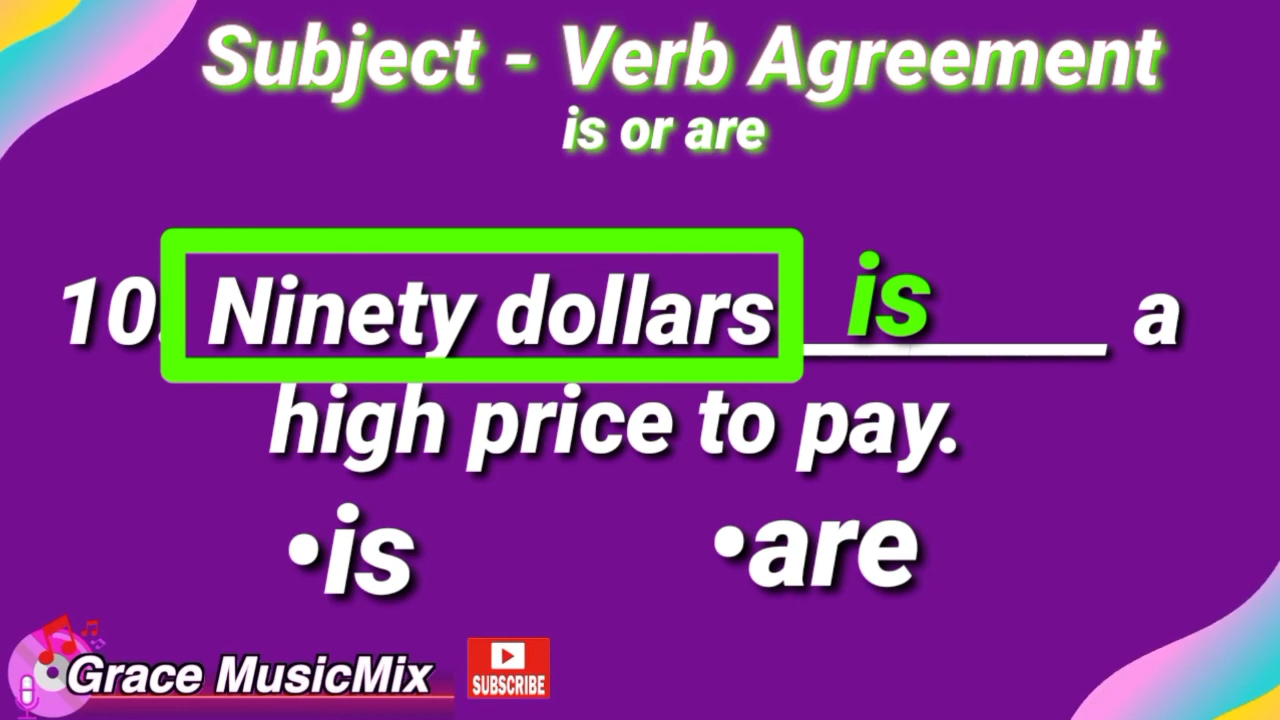 Subject - Verb Agreement
is or are
10. Ninety dollars is a
high price to pay.
•is •are
Grace MusicMix SUBSCRIBE